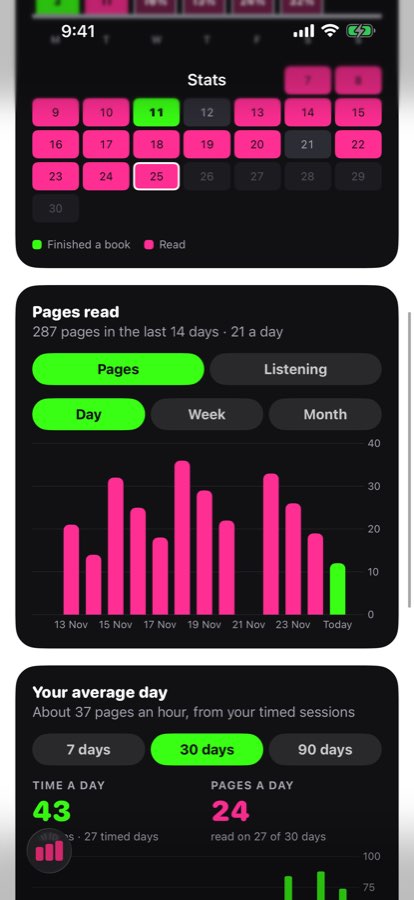 9:41
Stats
7 8
9 10 11 12 13 14 15
16 17 18 19 20 21 22
23 24 25 26 27 28 29
30
Finished a book Read
Pages read
287 pages in the last 14 days · 21 a day
Pages Listening
Day Week Month
40
30
20
10
0
13 Nov 15 Nov 17 Nov 19 Nov 21 Nov 23 Nov Today
Your average day
About 37 pages an hour, from your timed sessions
7 days 30 days 90 days
TIME A DAY PAGES A DAY
43 24
· 27 timed days read on 27 of 30 days
100
75